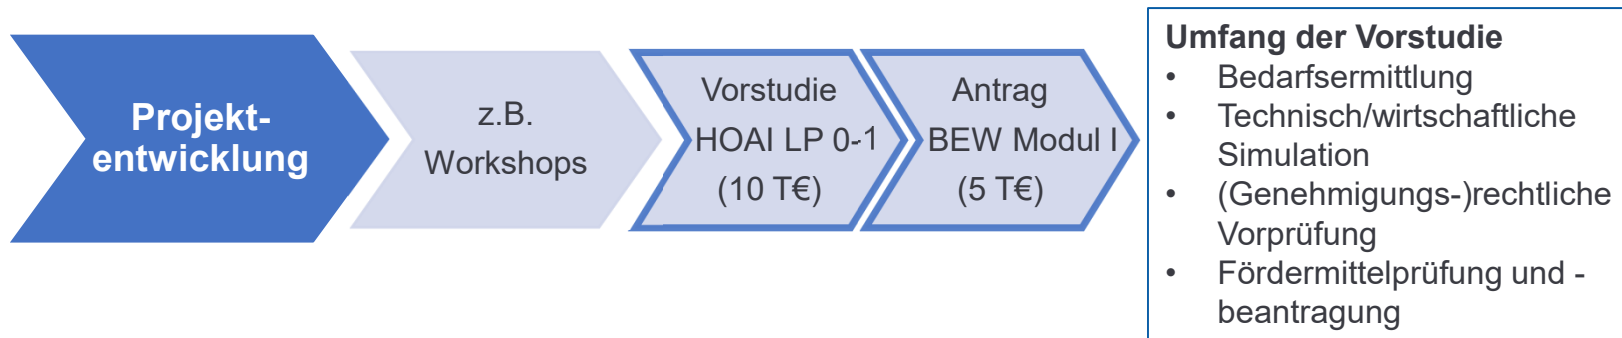 Projekt-
entwicklung
z.B.
Workshops
Vorstudie
HOAI LP 0-1
(10 T€)
Antrag
BEW Modul I
(5 T€)
Umfang der Vorstudie
• Bedarfsermittlung
• Technisch/wirtschaftliche
Simulation
• (Genehmigungs-)rechtliche
Vorprüfung
• Fördermittelprüfung und -
beantragung